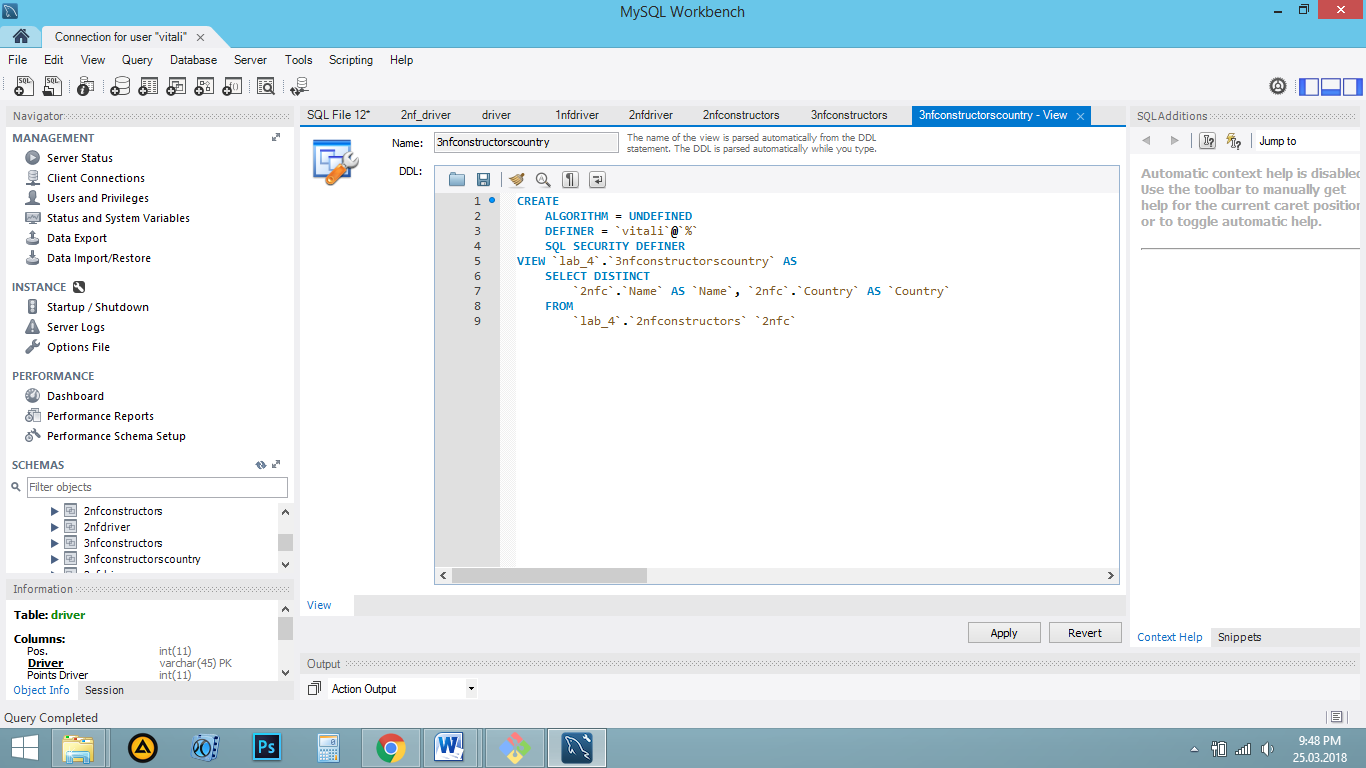 MySQL Workbench
Connection for user "vitali"
File Edit View Query Database Server Tools Scripting Help
Navigator
MANAGEMENT
Server Status
Client Connections
Users and Privileges
Status and System Variables
Data Export
Data Import/Restore
INSTANCE
Startup / Shutdown
Server Logs
Options File
PERFORMANCE
Dashboard
Performance Reports
Performance Schema Setup
SCHEMAS
Filter objects
2nfconstructors
2nfdriver
3nfconstructors
3nfconstructorscountry
Information
Table: driver
Columns:
Pos. int(11)
Driver varchar(45) PK
Points Driver int(11)
Object Info Session
SQL File 12* 2nf_driver driver 1nfdriver 2nfdriver 2nfconstructors 3nfconstructors 3nfconstructorscountry - View
Name: 3nfconstructorscountry
The name of the view is parsed automatically from the DDL
statement. The DDL is parsed automatically while you type.
DDL:
1 CREATE
2 ALGORITHM = UNDEFINED
3 DEFINER = `vitali`@`%`
4 SQL SECURITY DEFINER
5 VIEW `lab_4`.`3nfconstructorscountry` AS
6 SELECT DISTINCT
7 `2nfc`.`Name` AS `Name`, `2nfc`.`Country` AS `Country`
8 FROM
9 `lab_4`.`2nfconstructors` `2nfc`
View
Apply Revert
Output
Action Output
SQLAdditions
Jump to
Automatic context help is disabled
Use the toolbar to manually get
help for the current caret position
or to toggle automatic help.
Context Help Snippets
Query Completed
Ps
9:48 PM
25.03.2018